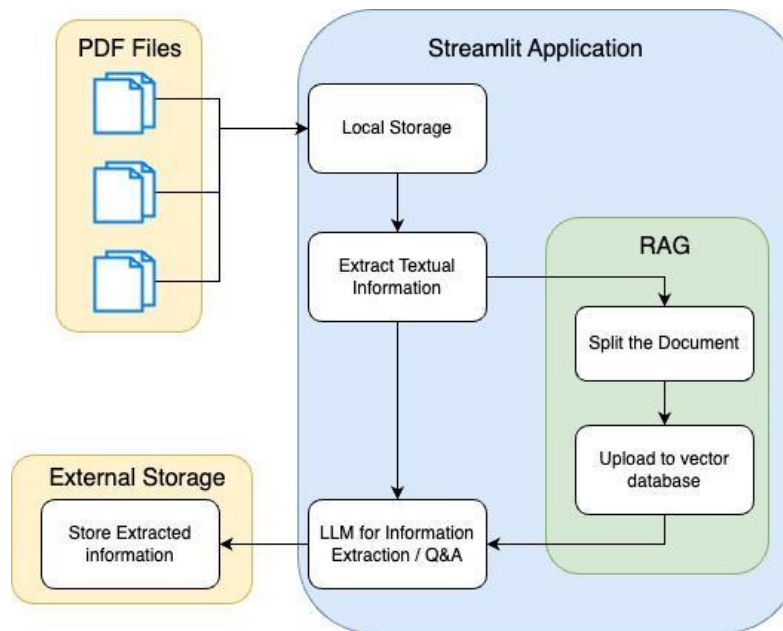 PDF Files
Streamlit Application
Local Storage
Extract Textual
Information
RAG
Split the Document
Upload to vector
database
External Storage
Store Extracted
information
LLM for Information
Extraction / Q&A